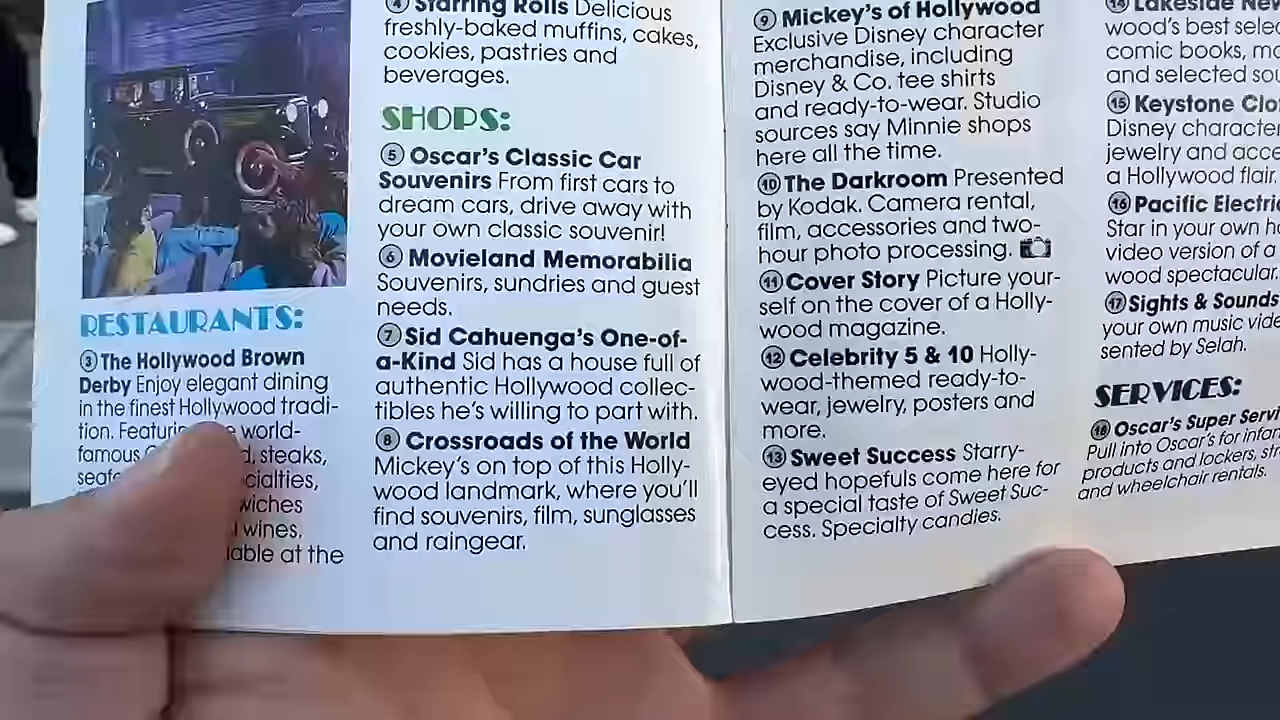 RESTAURANTS:
③ The Hollywood Brown
Derby Enjoy elegant dining
in the finest Hollywood tradi-
tion. world-
famous steaks,
wines.
at the
④ Starring Rolls Delicious
freshly-baked muffins, cakes,
cookies, pastries and
beverages.
SHOPS:
⑤ Oscar's Classic Car
Souvenirs From first cars to
dream cars, drive away with
your own classic souvenir!
⑥ Movieland Memorabilia
Souvenirs, sundries and guest
needs.
⑦ Sid Cahuenga's One-of-
a-Kind Sid has a house full of
authentic Hollywood collec-
tibles he's willing to part with.
⑧ Crossroads of the World
Mickey's on top of this Holly-
wood landmark, where you'll
find souvenirs, film, sunglasses
and raingear.
⑨ Mickey's of Hollywood
Exclusive Disney character
merchandise, including
Disney & Co. tee shirts
and ready-to-wear. Studio
sources say Minnie shops
here all the time.
⑩ The Darkroom Presented
by Kodak. Camera rental,
film, accessories and two-
hour photo processing.
⑪ Cover Story Picture your-
self on the cover of a Holly-
wood magazine.
⑫ Celebrity 5 & 10 Holly-
wood-themed ready-to-
wear, jewelry, posters and
more.
⑬ Sweet Success Starry-
eyed hopefuls come here for
a special taste of Sweet Suc-
cess. Specialty candies.
⑭ Lakeside
wood's best
comic books,
and selected
⑮ Keystone
Disney character
jewelry and
a Hollywood flair.
⑯ Pacific
Star in your own
video version of a
wood spectacular.
⑰ Sights & Sounds
your own music
sented by Selah.
SERVICES:
⑱ Oscar's Super
Pull into Oscar's for
products and lockers,
and wheelchair rentals.